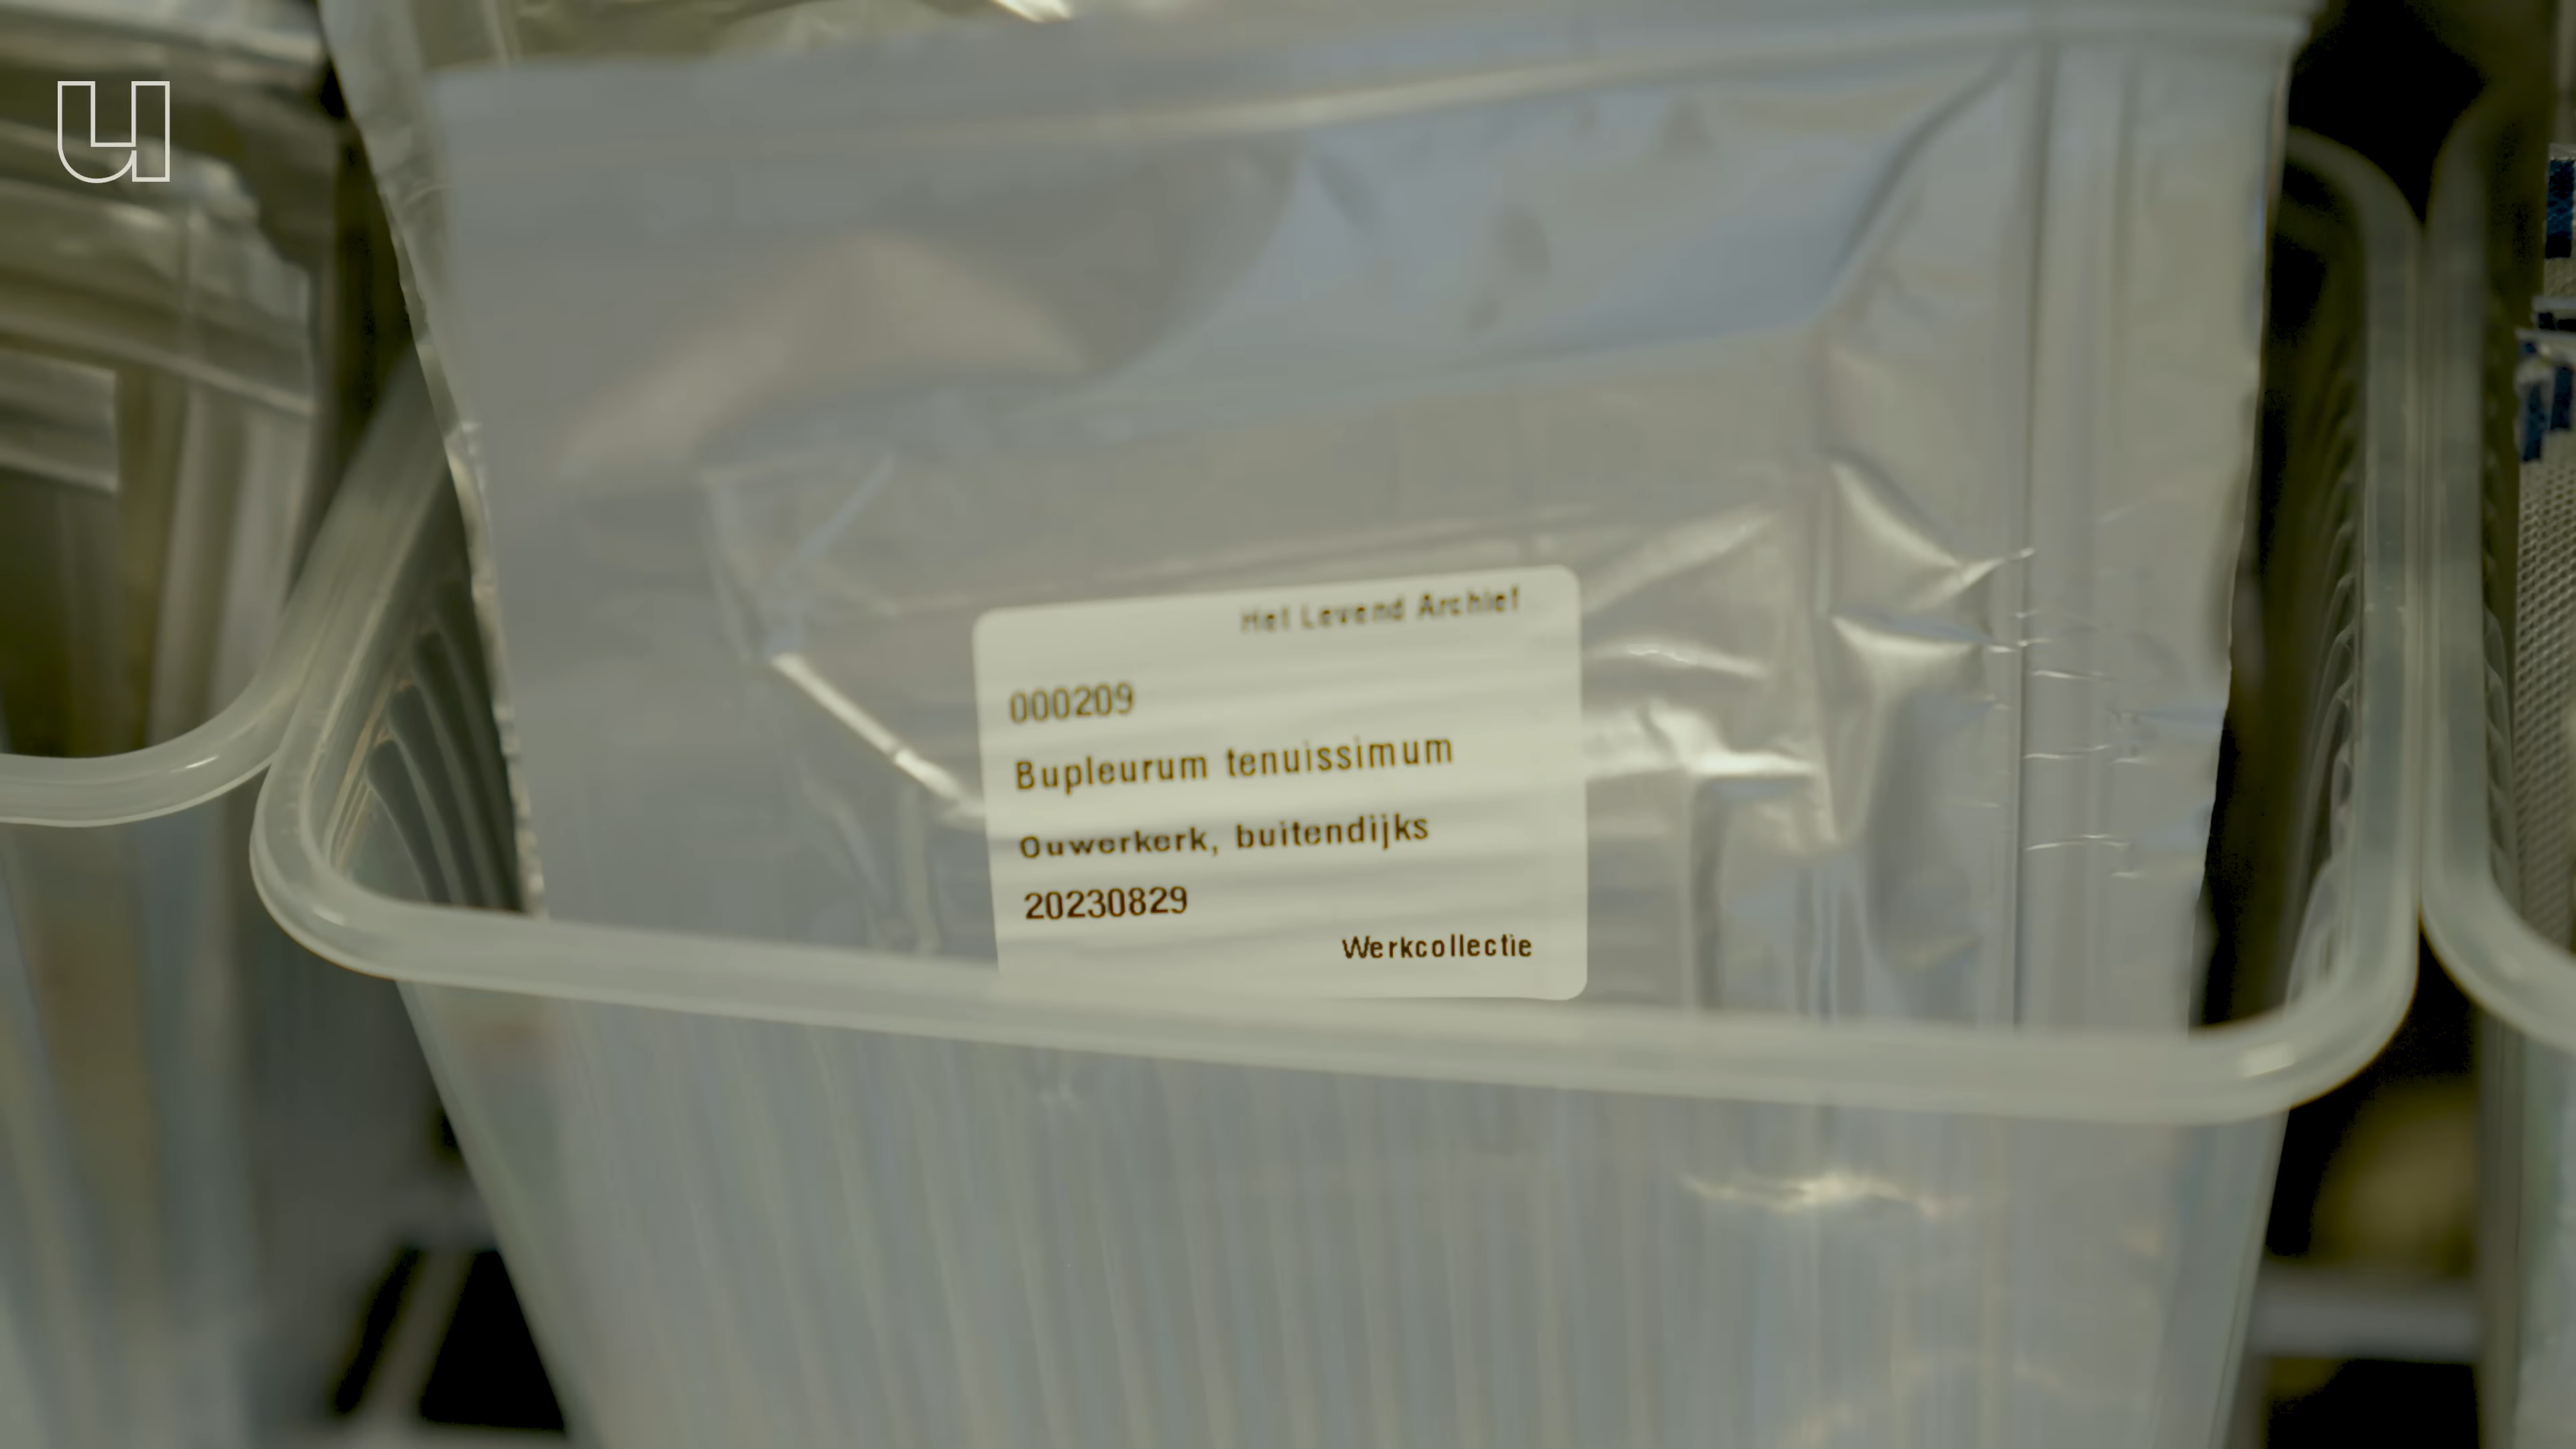 u
Het Levend Archief
000209
Bupleurum tenuissimum
Ouwerkerk, buitendijks
20230829
Werkcollectie